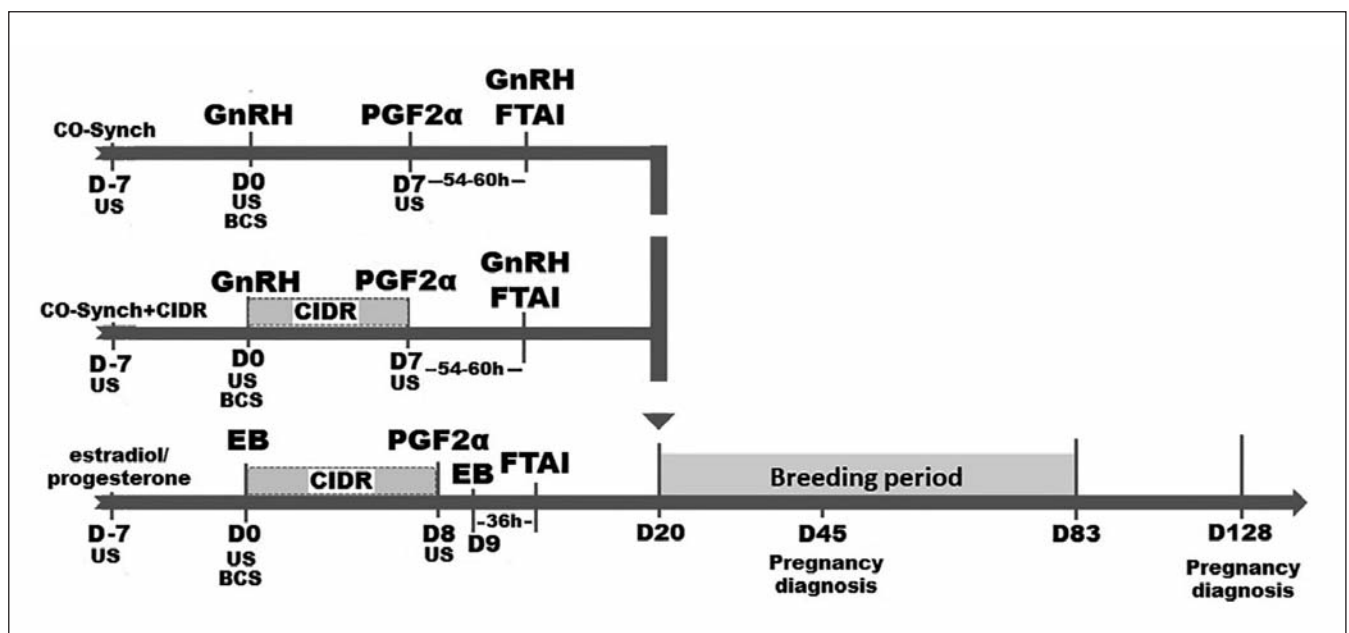 GnRH
GnRH PGF2α FTAI
CO-Synch
D-7 D0 D7 –54-60h–
US US US
BCS
GnRH
GnRH PGF2α FTAI
CO-Synch+CIDR CIDR
D-7 D0 D7 –54-60h–
US US US
BCS
EB PGF2α
estradiol/ EB FTAI
progesterone CIDR Breeding period
-36h-
D-7 D0 D8 D9 D20 D45 D83 D128
US US US Pregnancy Pregnancy
BCS diagnosis diagnosis